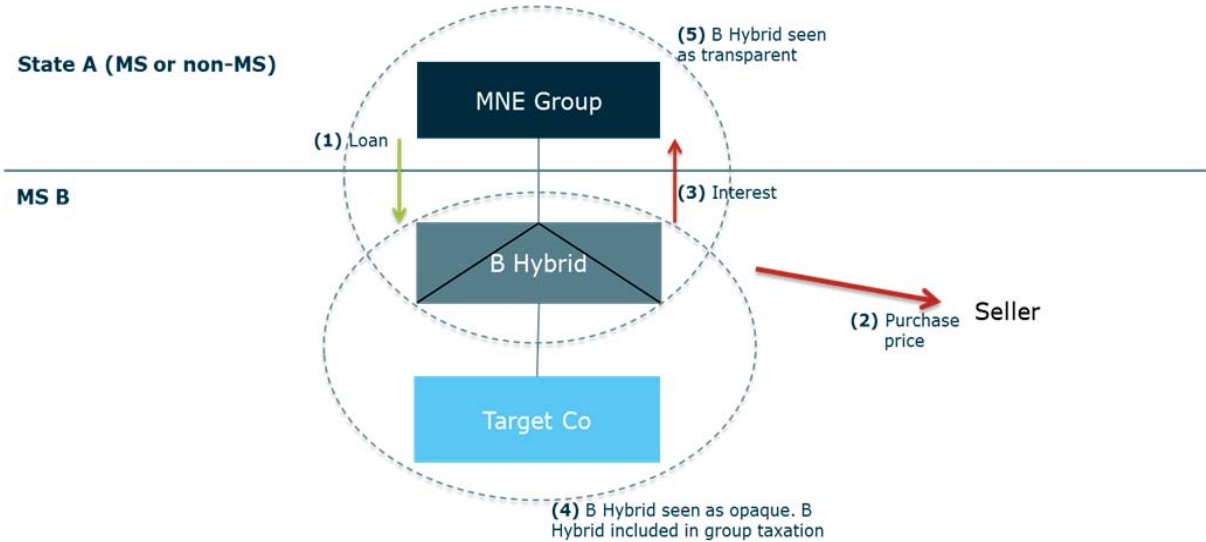 (5) B Hybrid seen
as transparent
State A (MS or non-MS)
MNE Group
(1) Loan
MS B
(3) Interest
B Hybrid
(2) Purchase
price
Seller
Target Co
(4) B Hybrid seen as opaque. B
Hybrid included in group taxation